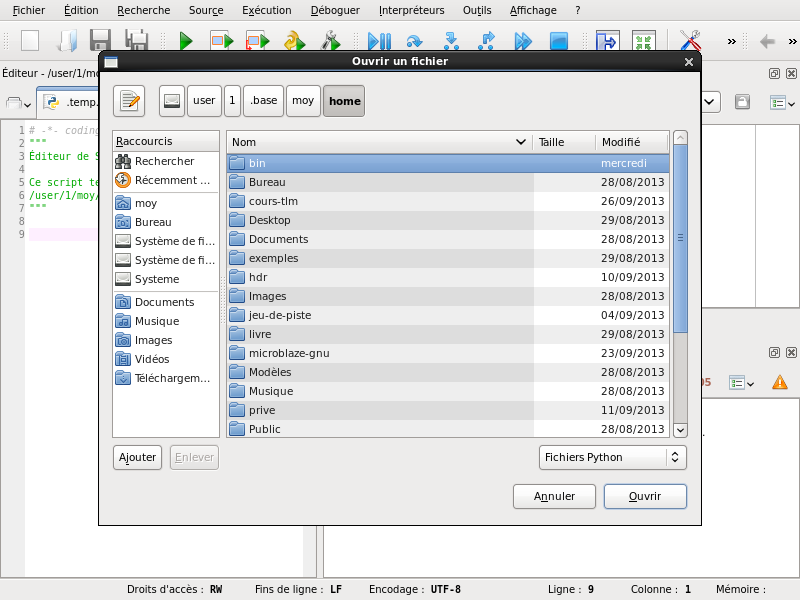 Fichier Édition Recherche Source Exécution Déboguer Interpréteurs Outils Affichage ?
» »
Ouvrir un fichier
Éditeur - /user/1/mo
.temp.
user 1 .base moy home
1 # -*- coding
2 """
3 Éditeur de S
4
5 Ce script te
6 /user/1/moy/
7 """
8
9
Raccourcis
Rechercher
Récemment ...
moy
Bureau
Système de fi...
Système de fi...
Systeme
Documents
Musique
Images
Vidéos
Téléchargem...
Nom Taille Modifié
bin mercredi
Bureau 28/08/2013
cours-tlm 26/09/2013
Desktop 29/08/2013
Documents 28/08/2013
exemples 29/08/2013
hdr 10/09/2013
Images 28/08/2013
jeu-de-piste 04/09/2013
livre 29/08/2013
microblaze-gnu 23/09/2013
Modèles 28/08/2013
Musique 28/08/2013
prive 11/09/2013
Public 28/08/2013
Ajouter Enlever Fichiers Python
Annuler Ouvrir
Droits d'accès : RW Fins de ligne : LF Encodage : UTF-8 Ligne : 9 Colonne : 1 Mémoire :